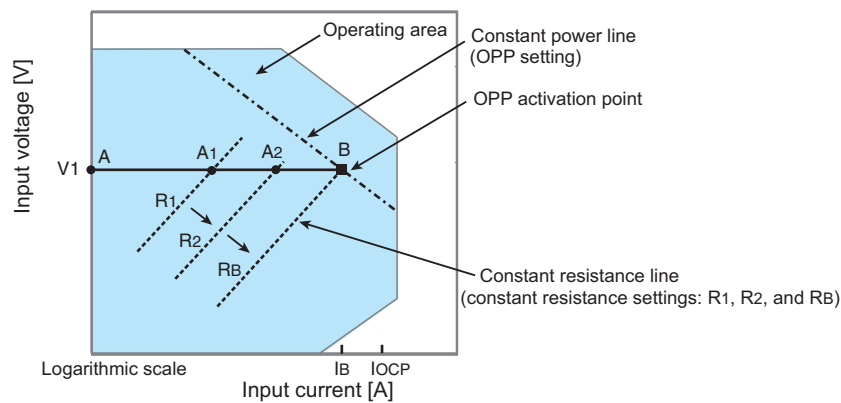 Operating area
Constant power line
(OPP setting)
OPP activation point
Input voltage [V]
V1
A
A1
A2
B
R1
R2
RB
Constant resistance line
(constant resistance settings: R1, R2, and RB)
Logarithmic scale
IB
IOCP
Input current [A]